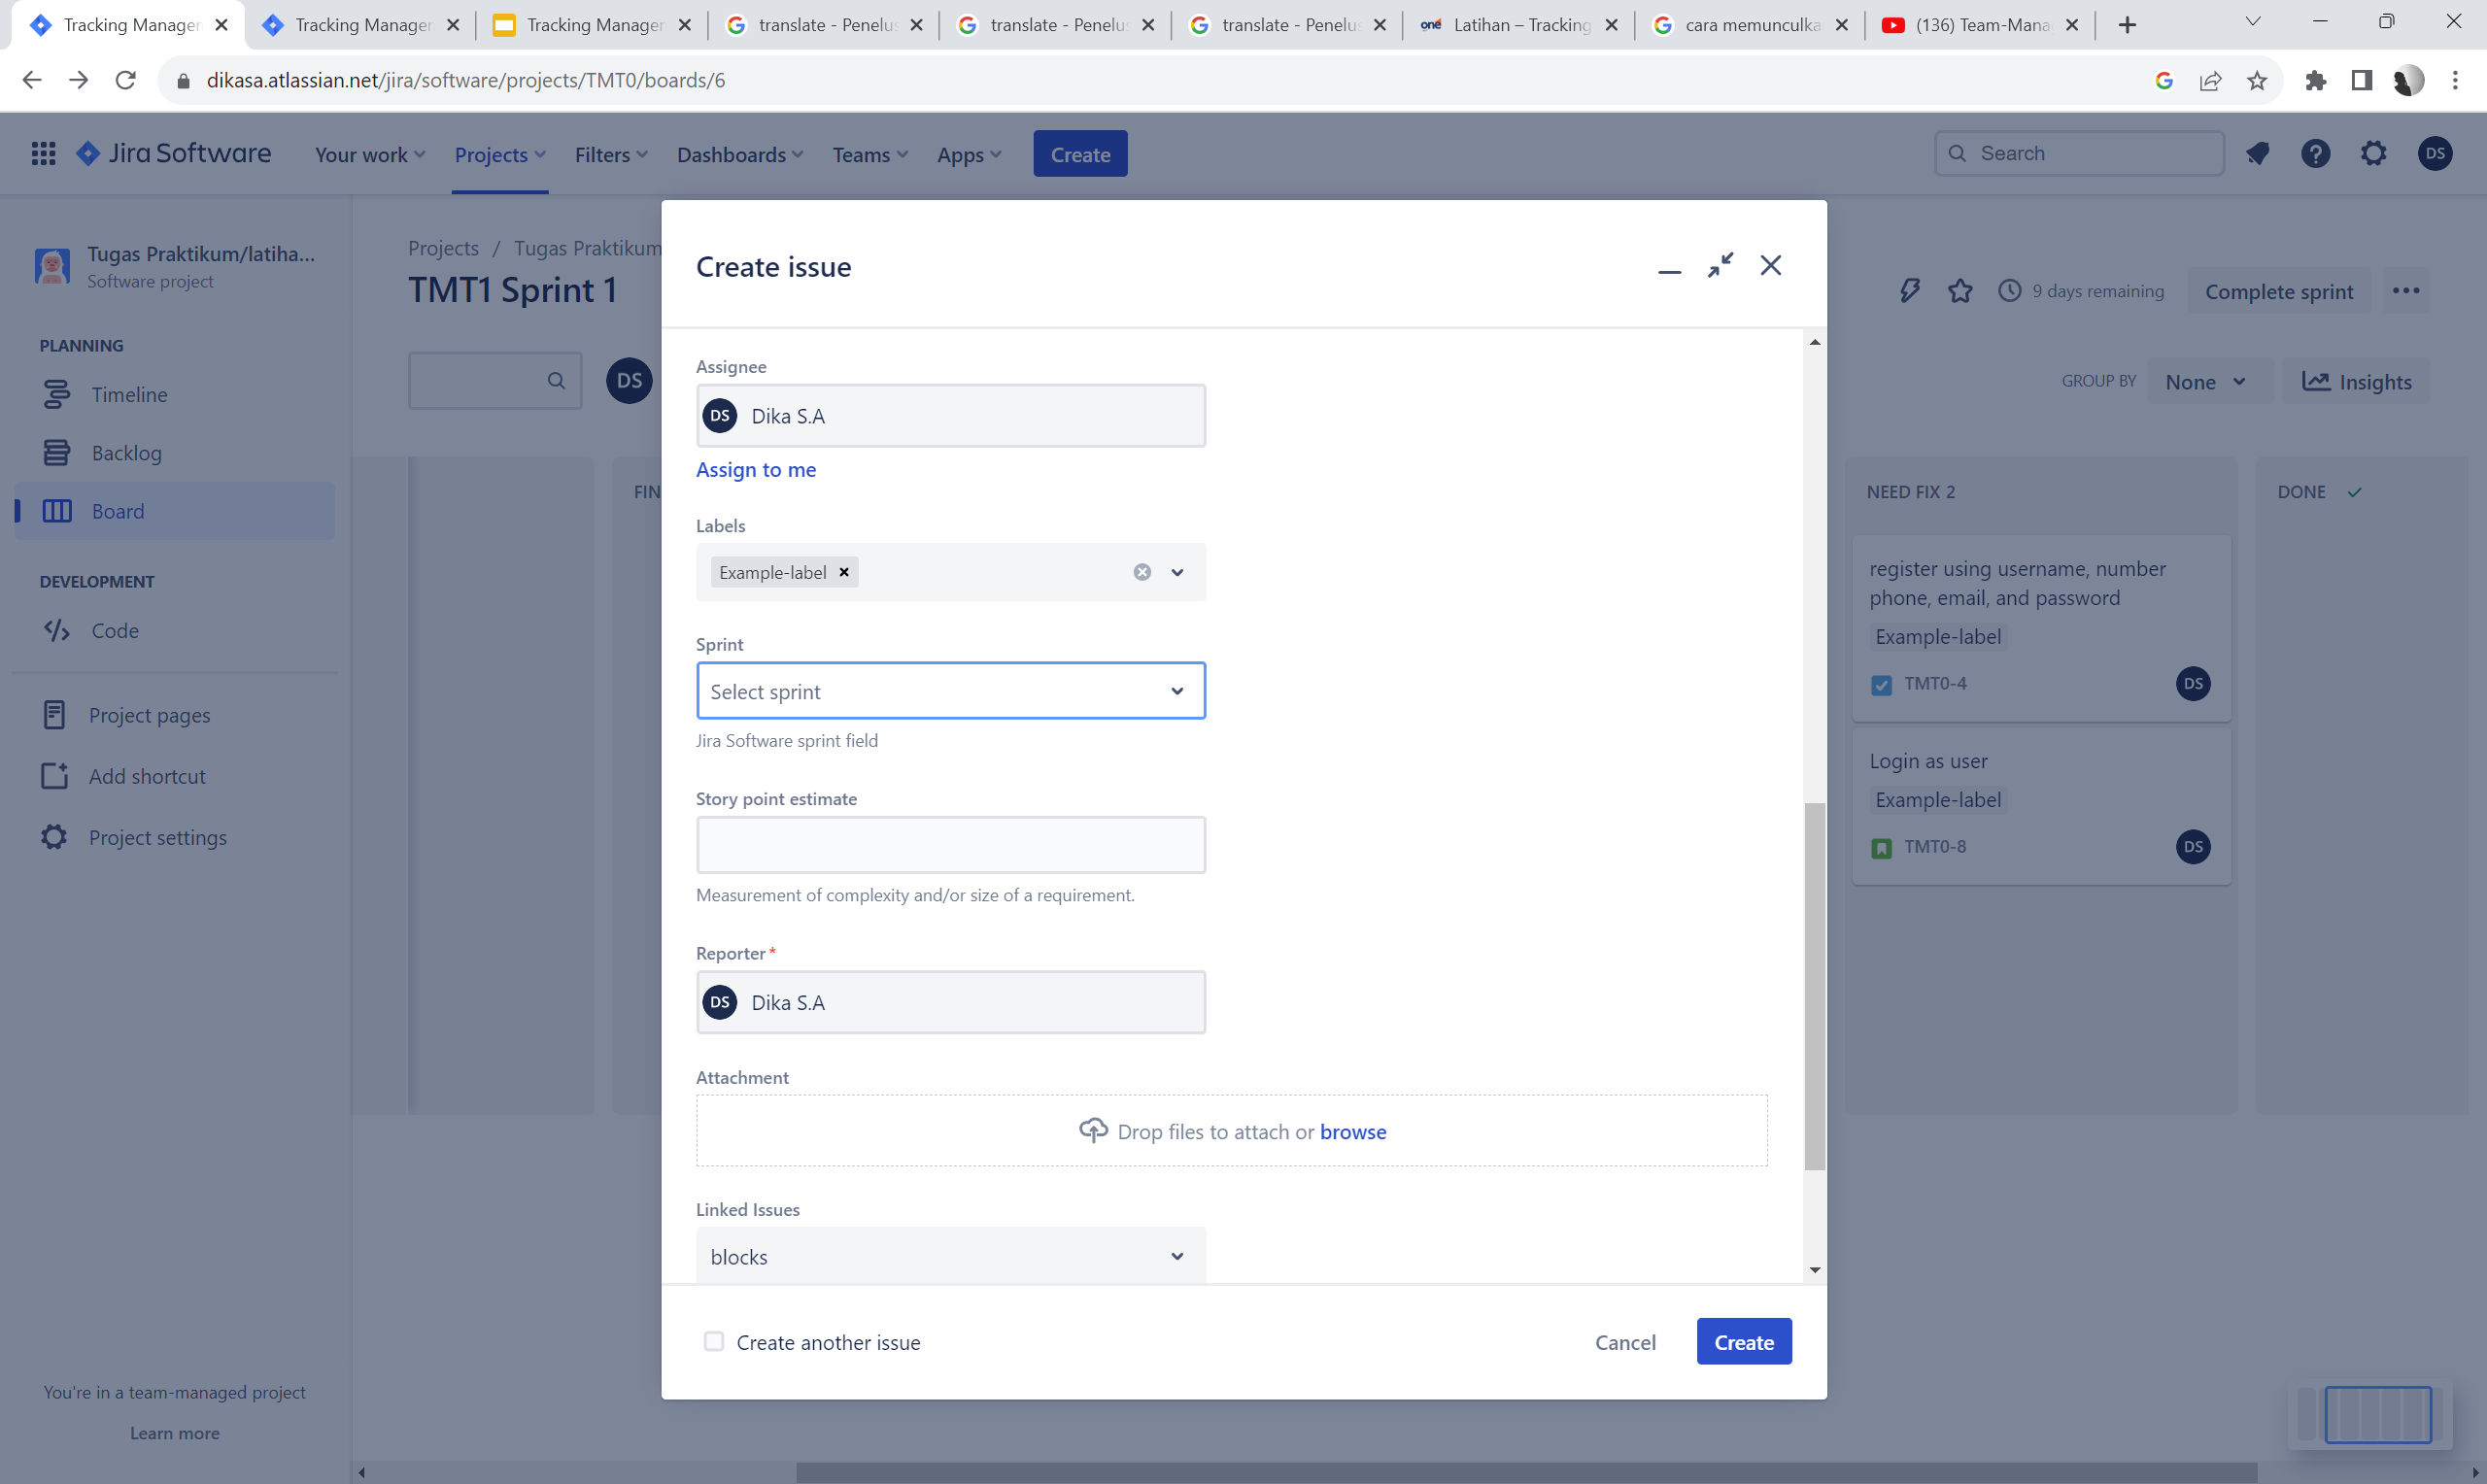 Tracking Manager
Tracking Manager
Tracking Manager
translate - Penelus
translate - Penelus
translate - Penelus
one
Latihan – Tracking
cara memunculka
(136) Team-Mana
dikasa.atlassian.net/jira/software/projects/TMT0/boards/6
Jira Software
Your work
Projects
Filters
Dashboards
Teams
Apps
Create
Search
DS
Tugas Praktikum/latiha...
Software project
PLANNING
Timeline
Backlog
Board
DEVELOPMENT
Code
Project pages
Add shortcut
Project settings
You're in a team-managed project
Learn more
Projects / Tugas Praktikum
TMT1 Sprint 1
DS
FIN
9 days remaining
Complete sprint
GROUP BY
None
Insights
Create issue
Assignee
DS Dika S.A
Assign to me
Labels
Example-label
Sprint
Select sprint
Jira Software sprint field
Story point estimate
Measurement of complexity and/or size of a requirement.
Reporter *
DS Dika S.A
Attachment
Drop files to attach or browse
Linked Issues
blocks
Create another issue
Cancel
Create
NEED FIX 2
register using username, number
phone, email, and password
Example-label
TMT0-4
DS
Login as user
Example-label
TMT0-8
DS
DONE